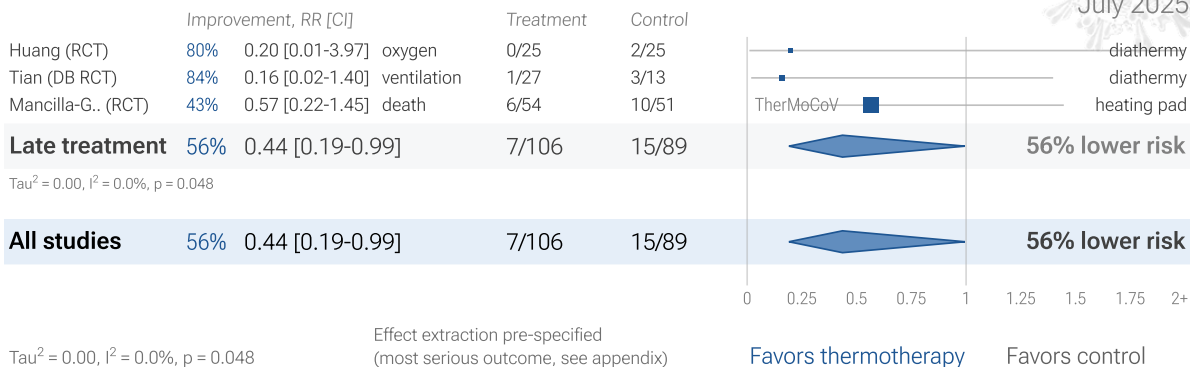 July 2025
Improvement, RR [CI] Treatment Control
Huang (RCT) 80% 0.20 [0.01-3.97] oxygen 0/25 2/25 diathermy
Tian (DB RCT) 84% 0.16 [0.02-1.40] ventilation 1/27 3/13 diathermy
Mancilla-G.. (RCT) 43% 0.57 [0.22-1.45] death 6/54 10/51 TherMoCoV heating pad
Late treatment 56% 0.44 [0.19-0.99] 7/106 15/89 56% lower risk
Tau² = 0.00, I² = 0.0%, p = 0.048
All studies 56% 0.44 [0.19-0.99] 7/106 15/89 56% lower risk
0 0.25 0.5 0.75 1 1.25 1.5 1.75 2+
Effect extraction pre-specified
Tau² = 0.00, I² = 0.0%, p = 0.048 (most serious outcome, see appendix) Favors thermotherapy Favors control